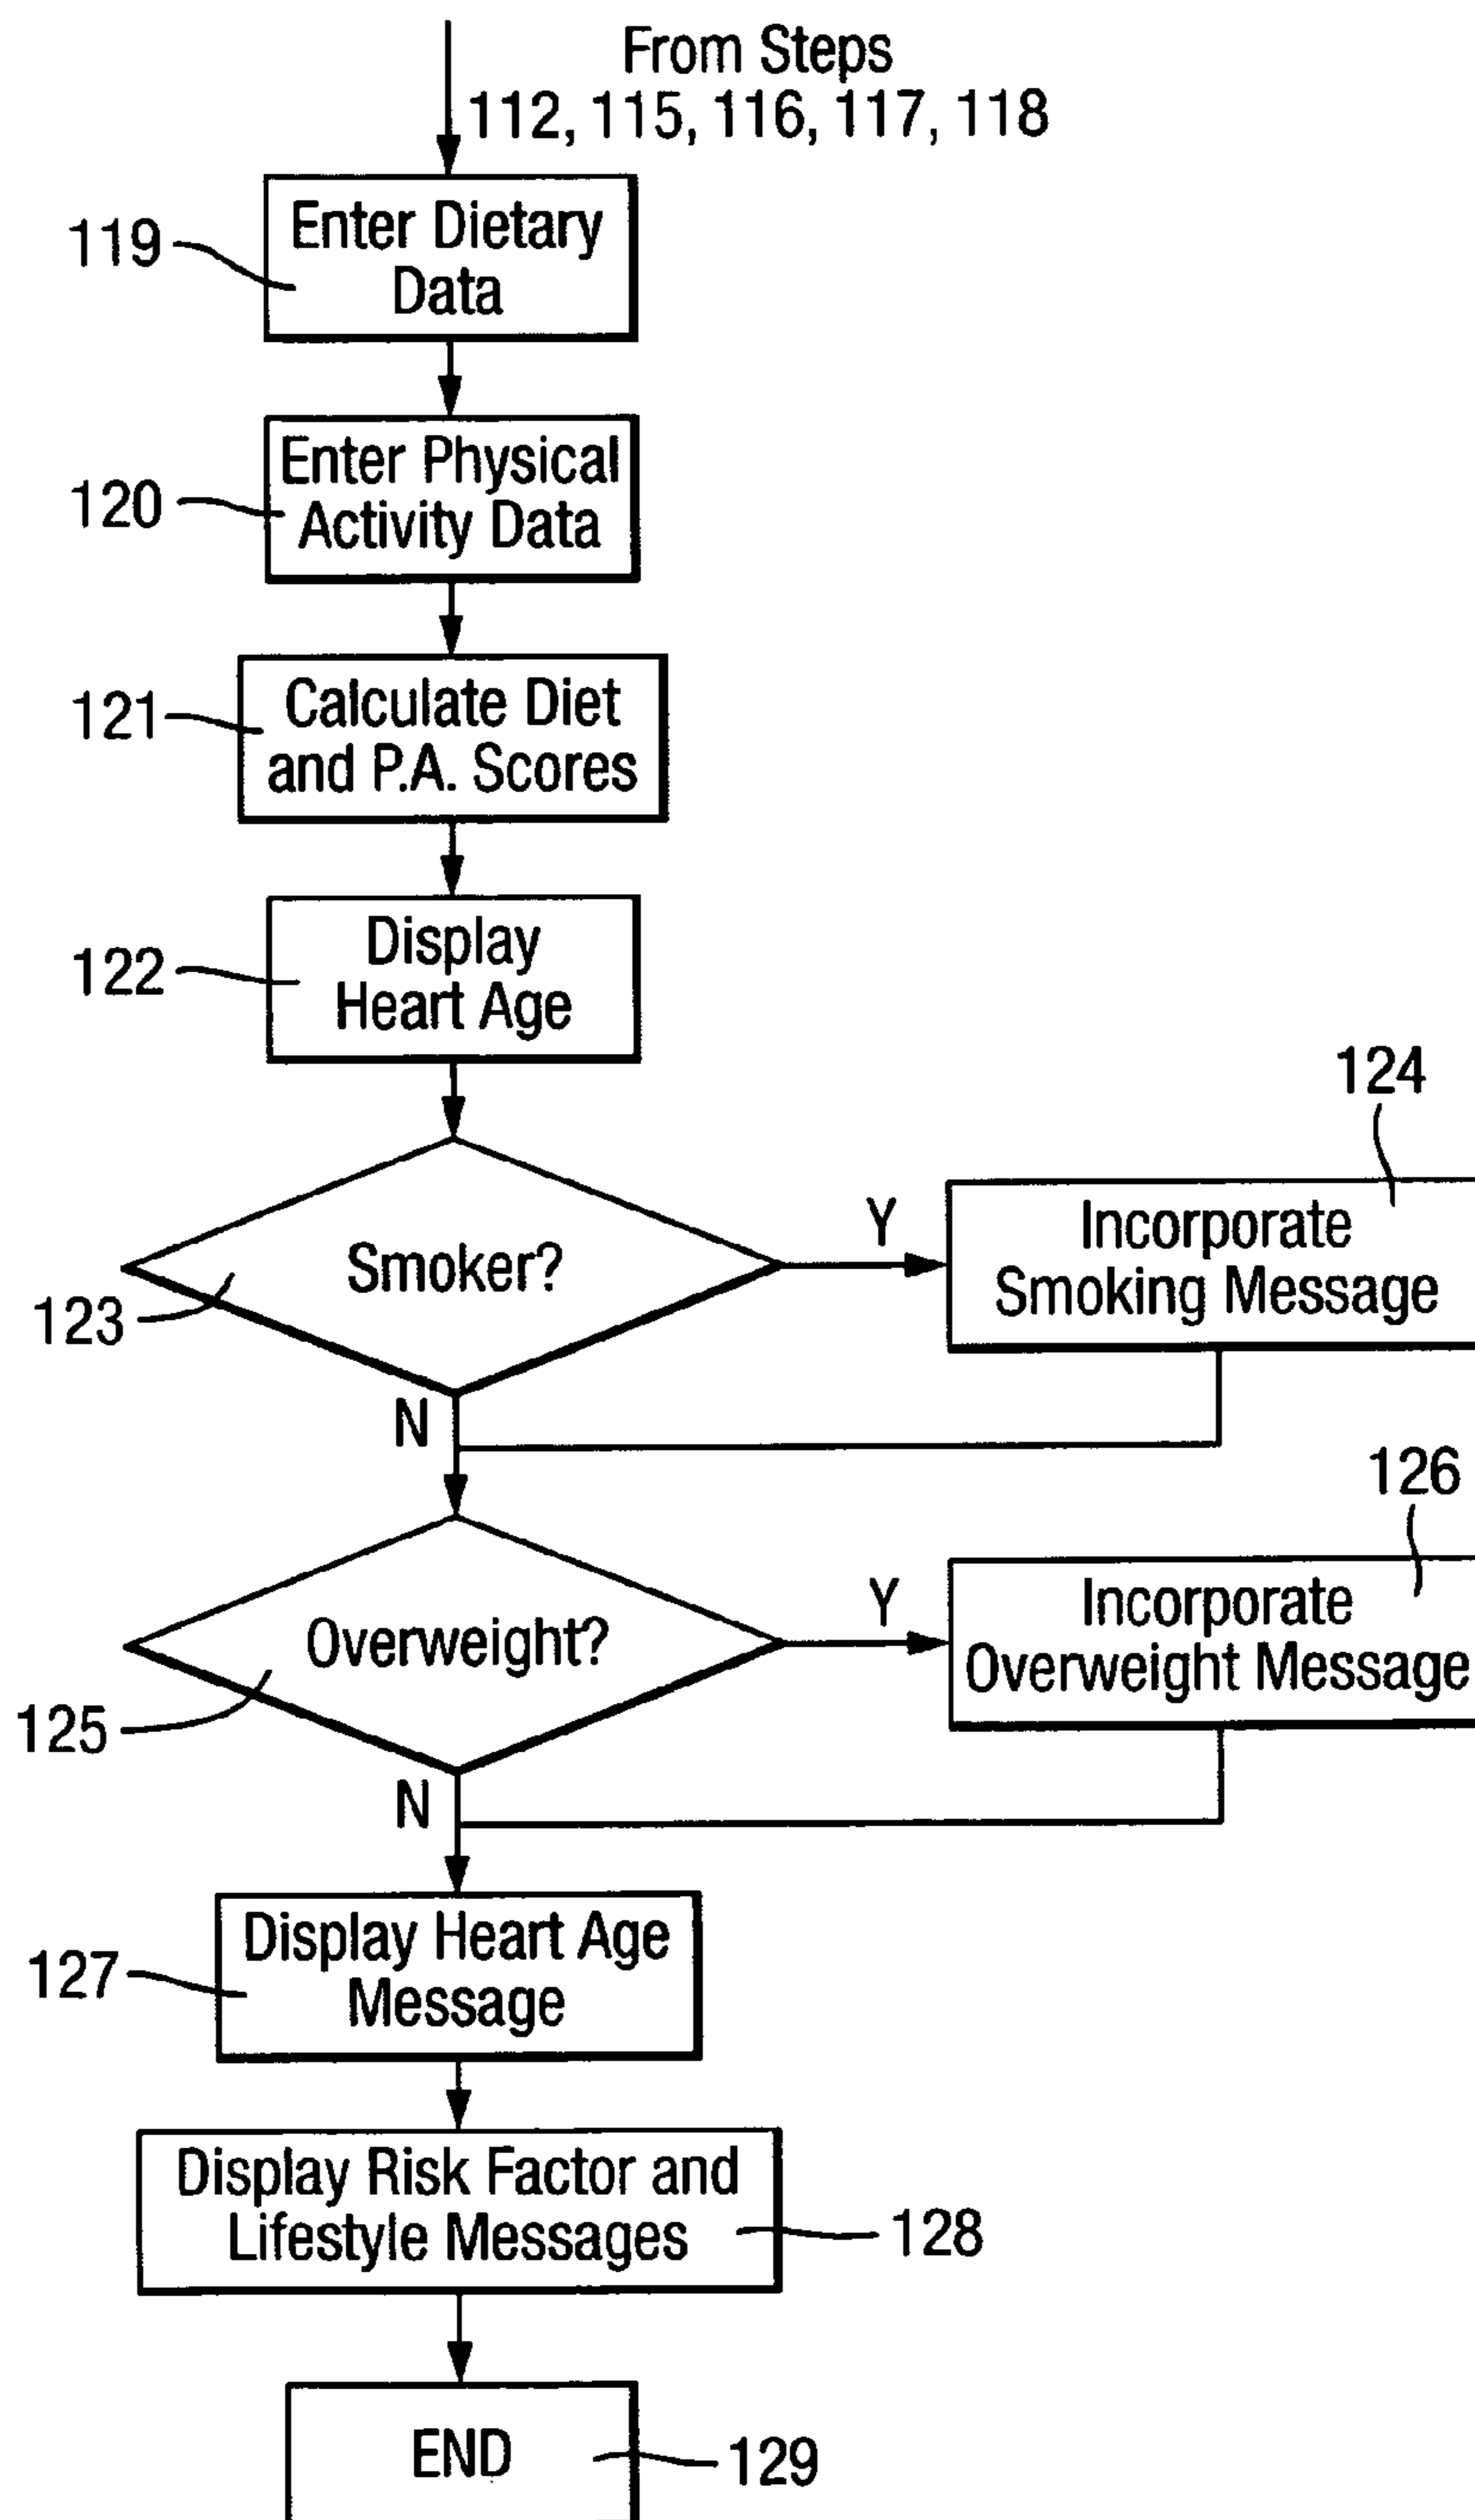 From Steps
112, 115, 116, 117, 118
119
Enter Dietary
Data
120
Enter Physical
Activity Data
121
Calculate Diet
and P.A. Scores
122
Display
Heart Age
124
Smoker?
Y
Incorporate
Smoking Message
123
N
126
Overweight?
Y
Incorporate
Overweight Message
125
N
127
Display Heart Age
Message
Display Risk Factor and
Lifestyle Messages
128
END
129